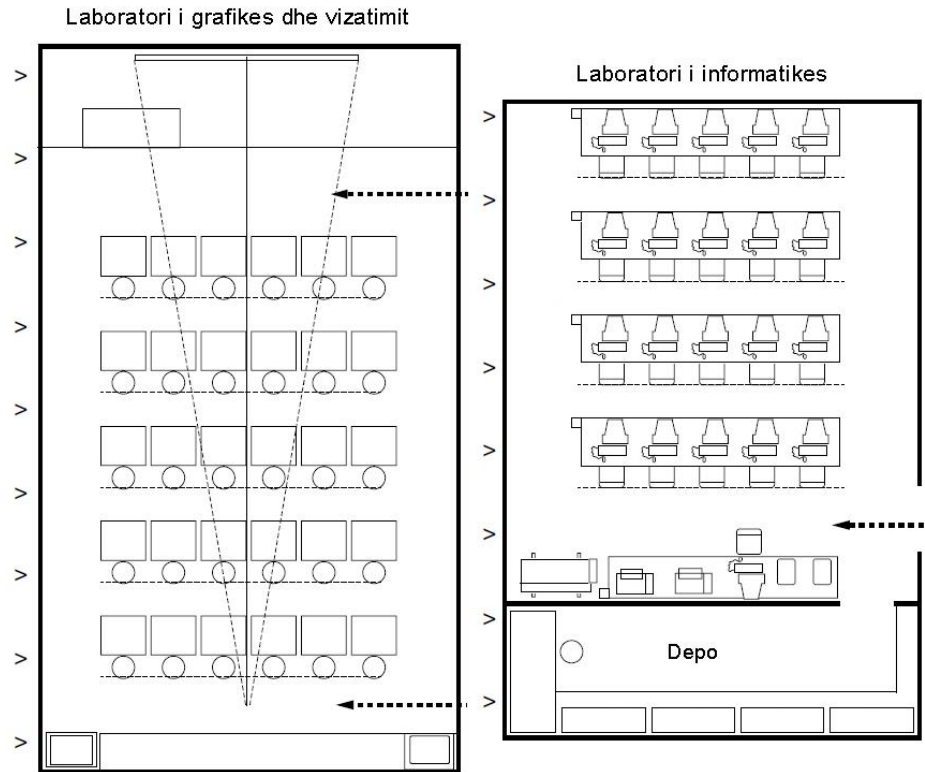 Laboratori i grafikes dhe vizatimit
Laboratori i informatikes
Depo